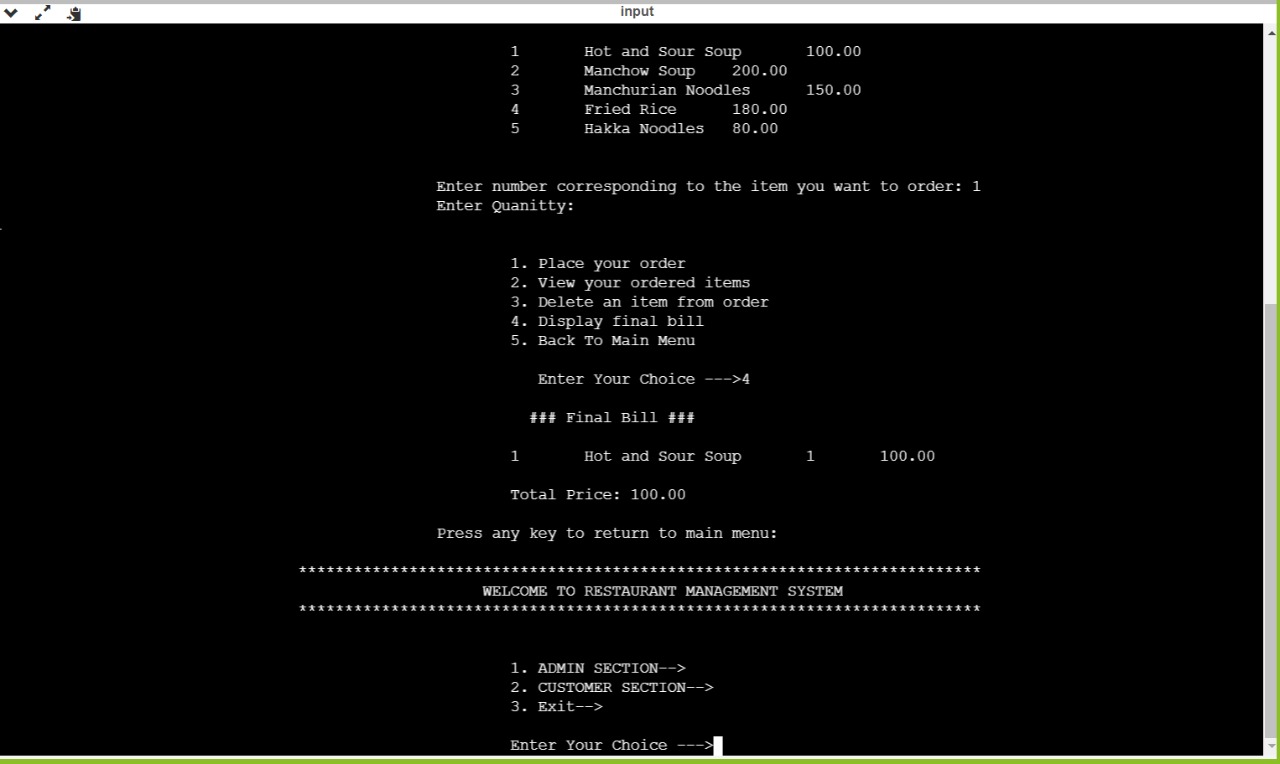 input
1 Hot and Sour Soup 100.00
2 Manchow Soup 200.00
3 Manchurian Noodles 150.00
4 Fried Rice 180.00
5 Hakka Noodles 80.00
Enter number corresponding to the item you want to order: 1
Enter Quanitty:
1. Place your order
2. View your ordered items
3. Delete an item from order
4. Display final bill
5. Back To Main Menu
Enter Your Choice --->4
### Final Bill ###
1 Hot and Sour Soup 1 100.00
Total Price: 100.00
Press any key to return to main menu:
**************************************************************************
WELCOME TO RESTAURANT MANAGEMENT SYSTEM
**************************************************************************
1. ADMIN SECTION-->
2. CUSTOMER SECTION-->
3. Exit-->
Enter Your Choice --->